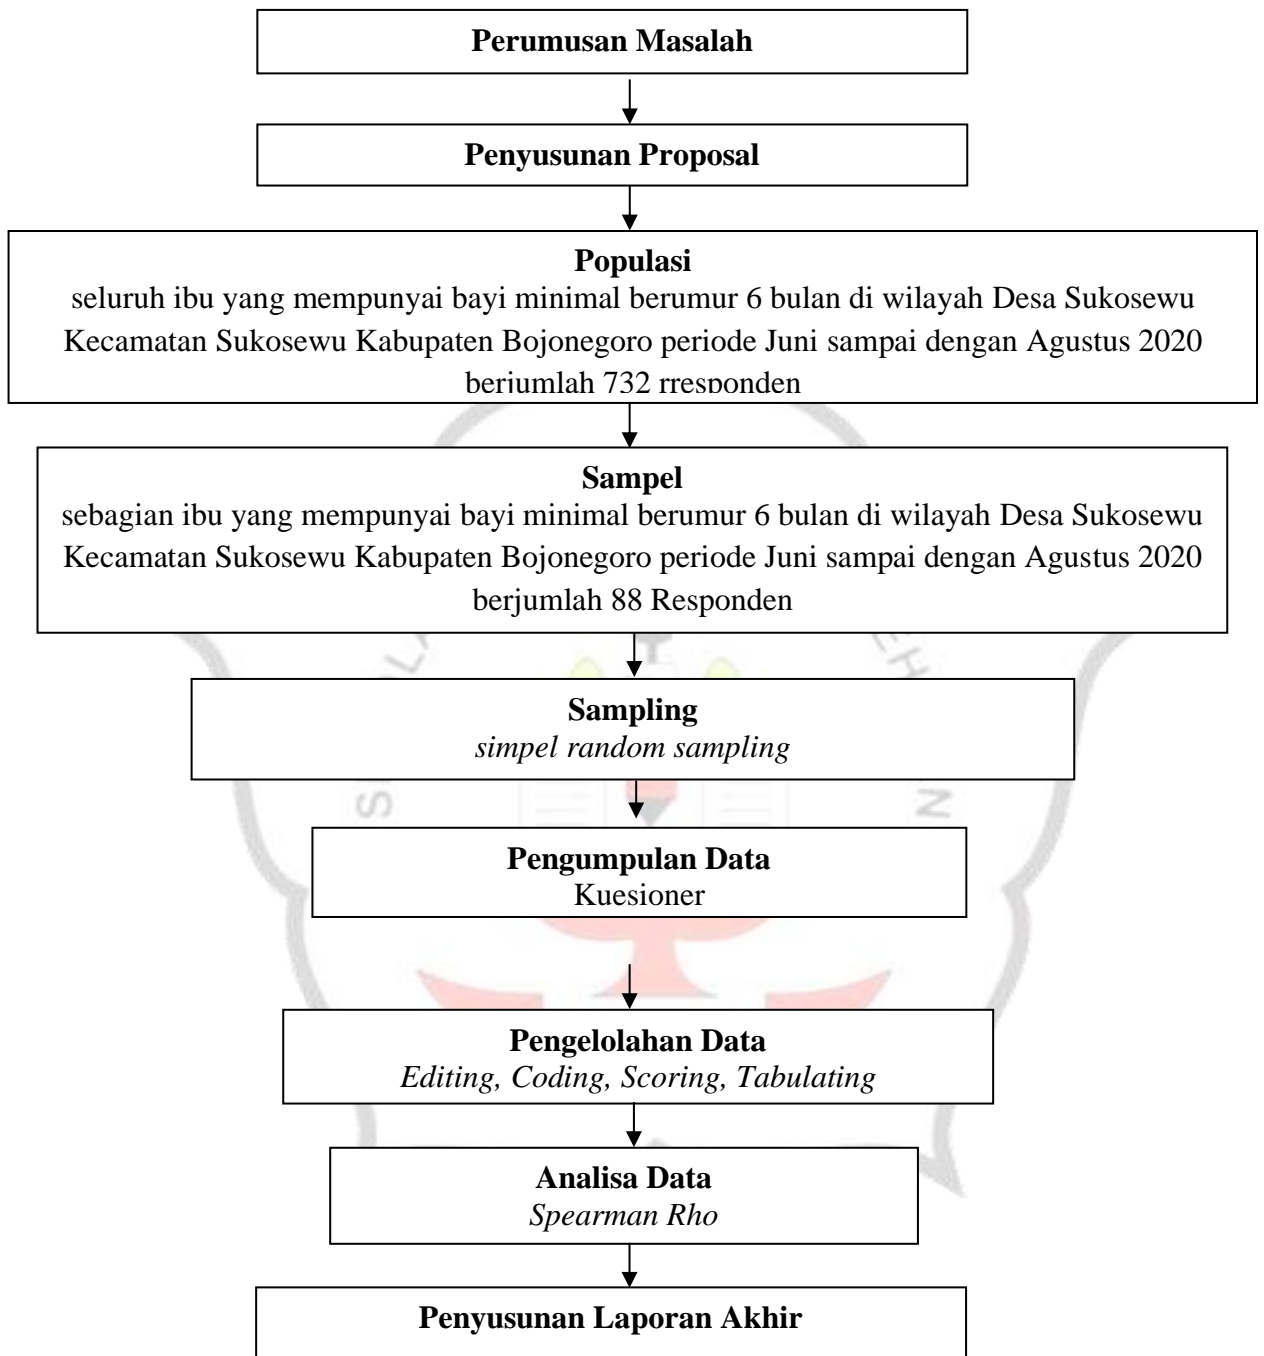 Perumusan Masalah
Penyusunan Proposal
Populasi
seluruh ibu yang mempunyai bayi minimal berumur 6 bulan di wilayah Desa Sukosewu
Kecamatan Sukosewu Kabupaten Bojonegoro periode Juni sampai dengan Agustus 2020
berjumlah 732 rresponden
Sampel
sebagian ibu yang mempunyai bayi minimal berumur 6 bulan di wilayah Desa Sukosewu
Kecamatan Sukosewu Kabupaten Bojonegoro periode Juni sampai dengan Agustus 2020
berjumlah 88 Responden
Sampling
simpel random sampling
Pengumpulan Data
Kuesioner
Pengelolahan Data
Editing, Coding, Scoring, Tabulating
Analisa Data
Spearman Rho
Penyusunan Laporan Akhir